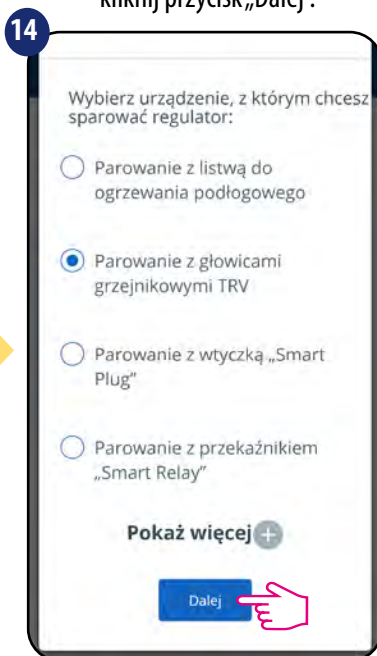 kliknij przycisk „Dalej".
14
Wybierz urządzenie, z którym chcesz
sparować regulator:
Parowanie z listwą do
ogrzewania podłogowego
Parowanie z głowicami
grzejnikowymi TRV
Parowanie z wtyczką „Smart
Plug”
Parowanie z przekaźnikiem
„Smart Relay”
Pokaż więcej
Dalej